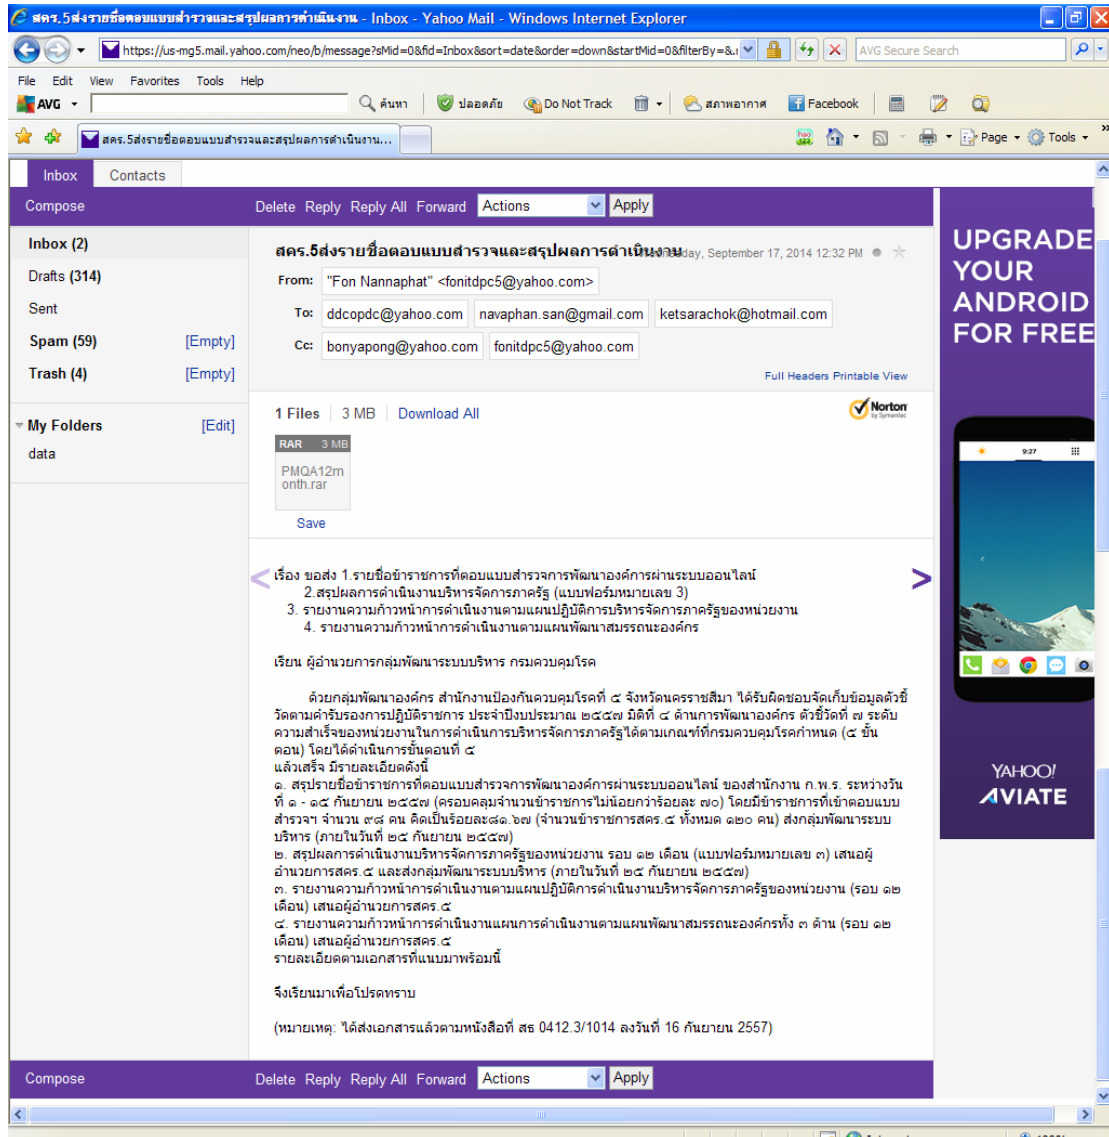 สคร.5ส่งรายชื่อตอบแบบสำรวจและสรุปผลการดำเนินงาน - Inbox - Yahoo Mail - Windows Internet Explorer
https://us-mg5.mail.yahoo.com/neo/b/message?sMid=0&fid=Inbox&sort=date&order=down&startMid=0&filterBy=&.
AVG Secure Search
File Edit View Favorites Tools Help
AVG ค้นหา ปลอดภัย Do Not Track สภาพอากาศ Facebook
สคร.5ส่งรายชื่อตอบแบบสำรวจและสรุปผลการดำเนินงาน... Page Tools
Inbox Contacts
Compose Delete Reply Reply All Forward Actions Apply
Inbox (2)
Drafts (314)
Sent
Spam (59) [Empty]
Trash (4) [Empty]
My Folders [Edit]
data
สคร.5ส่งรายชื่อตอบแบบสำรวจและสรุปผลการดำเนินงาน
September 17, 2014 12:32 PM
From: "Fon Nannaphat" <fonitdpc5@yahoo.com>
To: ddcopdc@yahoo.com navaphan.san@gmail.com ketsarachok@hotmail.com
Cc: bonyapong@yahoo.com fonitdpc5@yahoo.com
Full Headers Printable View
1 Files 3 MB Download All
Norton
by Symantec
RAR 3 MB
PMQA12m
onth.rar
Save
< เรื่อง ขอส่ง 1.รายชื่อข้าราชการที่ตอบแบบสำรวจการพัฒนาองค์การผ่านระบบออนไลน์ >
2.สรุปผลการดำเนินงานบริหารจัดการภาครัฐ (แบบฟอร์มหมายเลข 3)
3. รายงานความก้าวหน้าการดำเนินงานตามแผนปฏิบัติการบริหารจัดการภาครัฐของหน่วยงาน
4. รายงานความก้าวหน้าการดำเนินงานตามแผนพัฒนาสมรรถนะองค์กร
เรียน ผู้อำนวยการกลุ่มพัฒนาระบบบริหาร กรมควบคุมโรค
ด้วยกลุ่มพัฒนาองค์กร สำนักงานป้องกันควบคุมโรคที่ ๕ จังหวัดนครราชสีมา ได้รับผิดชอบจัดเก็บข้อมูลตัวชี้
วัดตามคำรับรองการปฏิบัติราชการ ประจำปีงบประมาณ ๒๕๕๗ มิติที่ ๔ ด้านการพัฒนาองค์กร ตัวชี้วัดที่ ๗ ระดับ
ความสำเร็จของหน่วยงานในการดำเนินการบริหารจัดการภาครัฐได้ตามเกณฑ์ที่กรมควบคุมโรคกำหนด (๕ ขั้น
ตอน) โดยได้ดำเนินการขั้นตอนที่ ๕
แล้วเสร็จ มีรายละเอียดดังนี้
๑. สรุปรายชื่อข้าราชการที่ตอบแบบสำรวจการพัฒนาองค์การผ่านระบบออนไลน์ ของสำนักงาน ก.พ.ร. ระหว่างวัน
ที่ ๑ - ๑๕ กันยายน ๒๕๕๗ (ครอบคลุมจำนวนข้าราชการไม่น้อยกว่าร้อยละ ๗๐) โดยมีข้าราชการที่เข้าตอบแบบ
สำรวจฯ จำนวน ๙๘ คน คิดเป็นร้อยละ๘๑.๖๗ (จำนวนข้าราชการสคร.๕ ทั้งหมด ๑๒๐ คน) ส่งกลุ่มพัฒนาระบบ
บริหาร (ภายในวันที่ ๒๕ กันยายน ๒๕๕๗)
๒. สรุปผลการดำเนินงานบริหารจัดการภาครัฐของหน่วยงาน รอบ ๑๒ เดือน (แบบฟอร์มหมายเลข ๓) เสนอผู้
อำนวยการสคร.๕ และส่งกลุ่มพัฒนาระบบบริหาร (ภายในวันที่ ๒๕ กันยายน ๒๕๕๗)
๓. รายงานความก้าวหน้าการดำเนินงานตามแผนปฏิบัติการดำเนินงานบริหารจัดการภาครัฐของหน่วยงาน (รอบ ๑๒
เดือน) เสนอผู้อำนวยการสคร.๕
๔. รายงานความก้าวหน้าการดำเนินงานแผนการดำเนินงานตามแผนพัฒนาสมรรถนะองค์กรทั้ง ๓ ด้าน (รอบ ๑๒
เดือน) เสนอผู้อำนวยการสคร.๕
รายละเอียดตามเอกสารที่แนบมาพร้อมนี้
จึงเรียนมาเพื่อโปรดทราบ
(หมายเหตุ: ได้ส่งเอกสารแล้วตามหนังสือที่ สธ 0412.3/1014 ลงวันที่ 16 กันยายน 2557)
Compose Delete Reply Reply All Forward Actions Apply
UPGRADE
YOUR
ANDROID
FOR FREE
9:27
YAHOO!
AVIATE